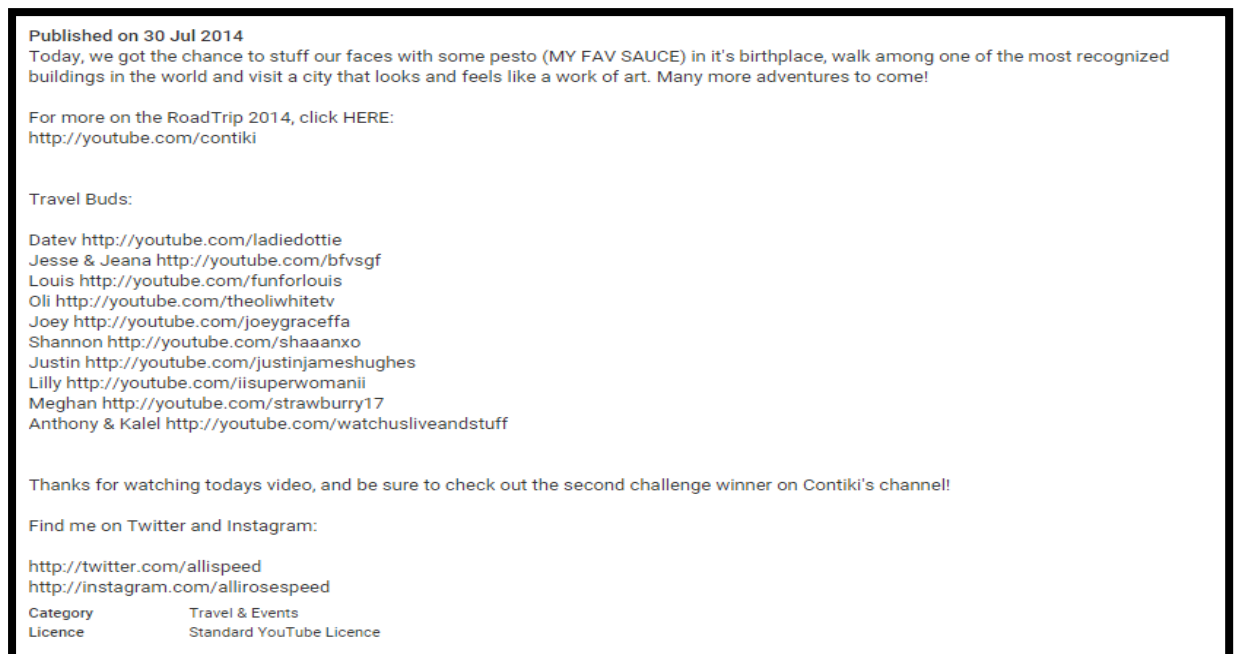 Published on 30 Jul 2014
Today, we got the chance to stuff our faces with some pesto (MY FAV SAUCE) in it's birthplace, walk among one of the most recognized
buildings in the world and visit a city that looks and feels like a work of art. Many more adventures to come!
For more on the RoadTrip 2014, click HERE:
http://youtube.com/contiki
Travel Buds:
Datev http://youtube.com/ladiedottie
Jesse & Jeana http://youtube.com/bfvsgf
Louis http://youtube.com/funforlouis
Oli http://youtube.com/theoliwhitetv
Joey http://youtube.com/joeygraceffa
Shannon http://youtube.com/shaaanxo
Justin http://youtube.com/justinjameshughes
Lilly http://youtube.com/iisuperwomanii
Meghan http://youtube.com/strawburry17
Anthony & Kalel http://youtube.com/watchusliveandstuff
Thanks for watching todays video, and be sure to check out the second challenge winner on Contiki's channel!
Find me on Twitter and Instagram:
http://twitter.com/allispeed
http://instagram.com/allirosespeed
Category Travel & Events
Licence Standard YouTube Licence